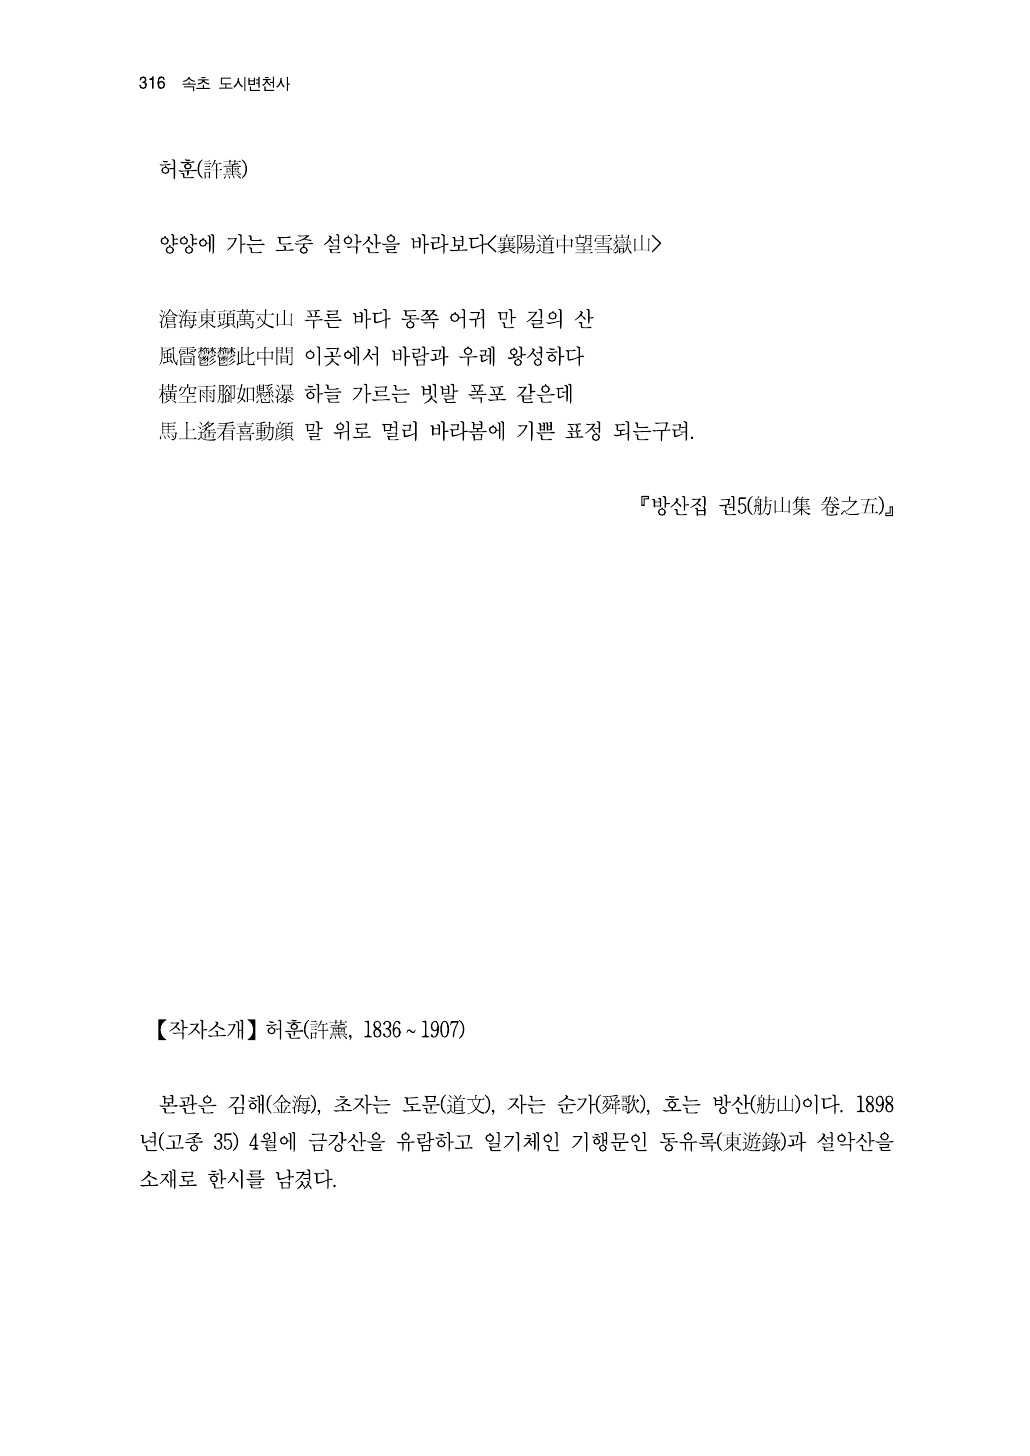 316 속초 도시변천사
허훈(許薰)
양양에 가는 도중 설악산을 바라보다<襄陽道中望雪嶽山>
滄海東頭萬丈山 푸른 바다 동쪽 어귀 만 길의 산
風雷鬱鬱此中間 이곳에서 바람과 우레 왕성하다
橫空雨腳如懸瀑 하늘 가르는 빗발 폭포 같은데
馬上遙看喜動顔 말 위로 멀리 바라봄에 기쁜 표정 되는구려.
『방산집 권5(舫山集 卷之五)』
【작자소개】 허훈(許薰, 1836 ~ 1907)
본관은 김해(金海), 초자는 도문(道文), 자는 순가(舜歌), 호는 방산(舫山)이다. 1898
년(고종 35) 4월에 금강산을 유람하고 일기체인 기행문인 동유록(東遊錄)과 설악산을
소재로 한시를 남겼다.